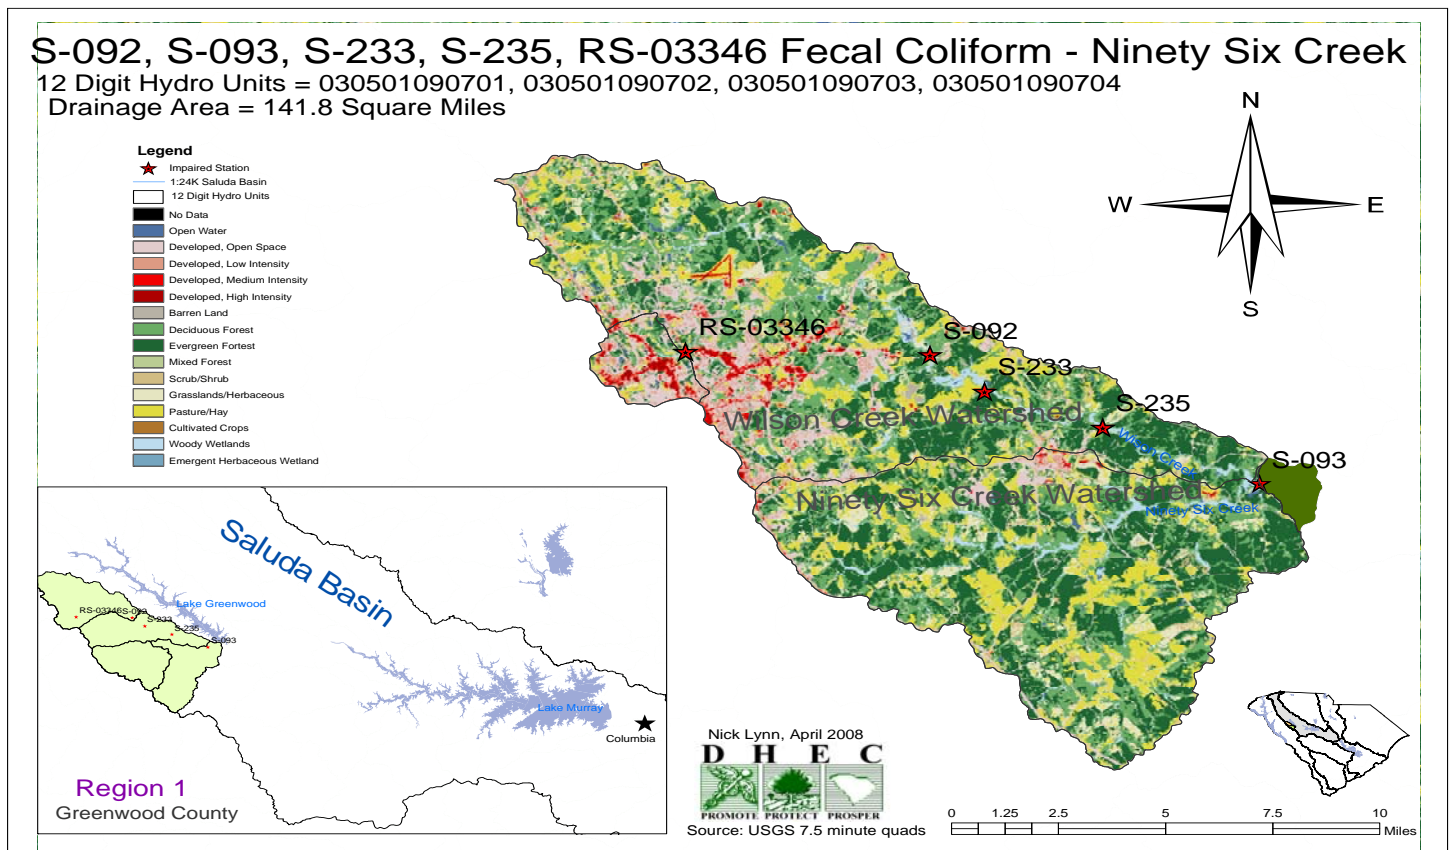 S-092, S-093, S-233, S-235, RS-03346 Fecal Coliform - Ninety Six Creek
12 Digit Hydro Units = 030501090701, 030501090702, 030501090703, 030501090704
Drainage Area = 141.8 Square Miles
Legend
Impaired Station
1:24K Saluda Basin
12 Digit Hydro Units
No Data
Open Water
Developed, Open Space
Developed, Low Intensity
Developed, Medium Intensity
Developed, High Intensity
Barren Land
Deciduous Forest
Evergreen Fortest
Mixed Forest
Scrub/Shrub
Grasslands/Herbaceous
Pasture/Hay
Cultivated Crops
Woody Wetlands
Emergent Herbaceous Wetland
N
W
E
S
RS-03346
S-092
S-233
S-235
S-093
Wilson Creek Watershed
Wilson Creek
Ninety Six Creek Watershed
Ninety Six Creek
Saluda Basin
Lake Greenwood
RS-03346
S-092
S-233
S-235
S-093
Lake Murray
Columbia
Region 1
Greenwood County
Nick Lynn, April 2008
D H E C
PROMOTE PROTECT PROSPER
Source: USGS 7.5 minute quads
0 1.25 2.5 5 7.5 10
Miles